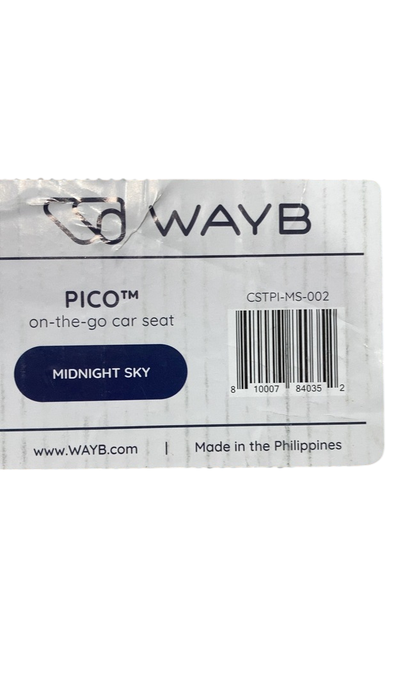 WAYB
PICO™
on-the-go car seat
MIDNIGHT SKY
CSTPI-MS-002
8 10007 84035 2
www.WAYB.com | Made in the Philippines